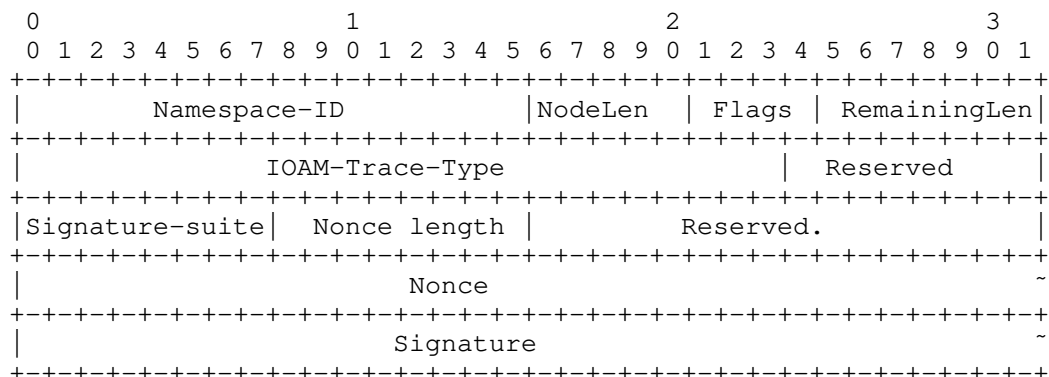 0                   1                   2                   3
 0 1 2 3 4 5 6 7 8 9 0 1 2 3 4 5 6 7 8 9 0 1 2 3 4 5 6 7 8 9 0 1
+-+-+-+-+-+-+-+-+-+-+-+-+-+-+-+-+-+-+-+-+-+-+-+-+-+-+-+-+-+-+-+-+
|        Namespace-ID           |NodeLen  | Flags | RemainingLen|
+-+-+-+-+-+-+-+-+-+-+-+-+-+-+-+-+-+-+-+-+-+-+-+-+-+-+-+-+-+-+-+-+
|               IOAM-Trace-Type                 |  Reserved     |
+-+-+-+-+-+-+-+-+-+-+-+-+-+-+-+-+-+-+-+-+-+-+-+-+-+-+-+-+-+-+-+-+
|Signature-suite|  Nonce length |         Reserved.             |
+-+-+-+-+-+-+-+-+-+-+-+-+-+-+-+-+-+-+-+-+-+-+-+-+-+-+-+-+-+-+-+-+
|                        Nonce                                  ~
+-+-+-+-+-+-+-+-+-+-+-+-+-+-+-+-+-+-+-+-+-+-+-+-+-+-+-+-+-+-+-+-+
|                       Signature                               ~
+-+-+-+-+-+-+-+-+-+-+-+-+-+-+-+-+-+-+-+-+-+-+-+-+-+-+-+-+-+-+-+-+